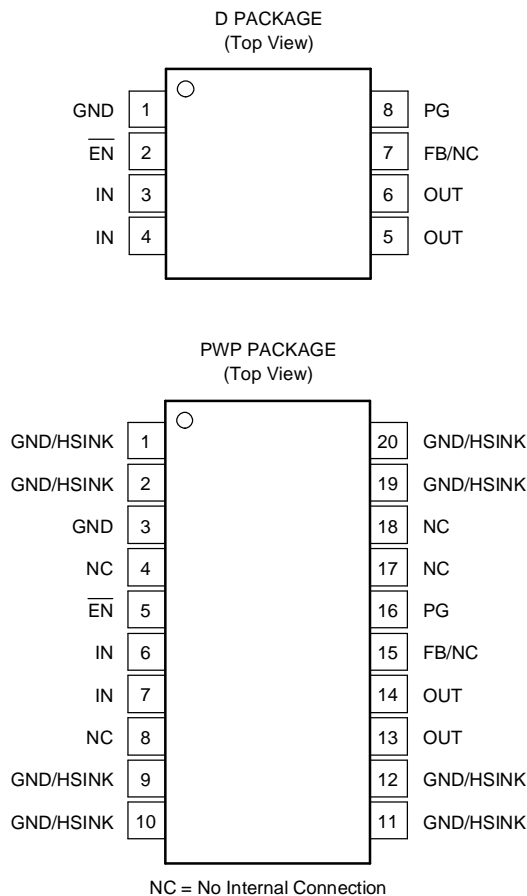 D PACKAGE
(Top View)
GND 1 8 PG
EN 2 7 FB/NC
IN 3 6 OUT
IN 4 5 OUT
PWP PACKAGE
(Top View)
GND/HSINK 1 20 GND/HSINK
GND/HSINK 2 19 GND/HSINK
GND 3 18 NC
NC 4 17 NC
EN 5 16 PG
IN 6 15 FB/NC
IN 7 14 OUT
NC 8 13 OUT
GND/HSINK 9 12 GND/HSINK
GND/HSINK 10 11 GND/HSINK
NC = No Internal Connection